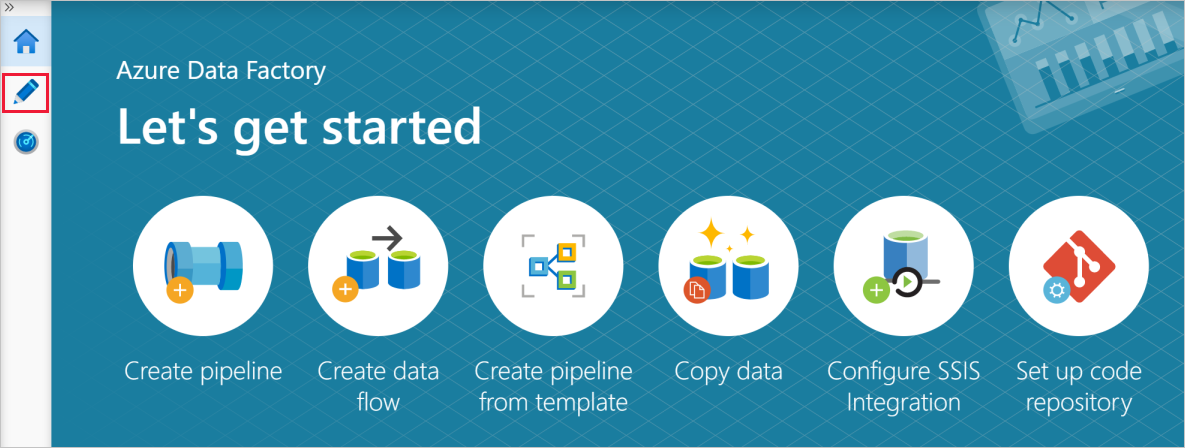 Azure Data Factory
Let's get started
Create pipeline
Create data
flow
Create pipeline
from template
Copy data
Configure SSIS
Integration
Set up code
repository